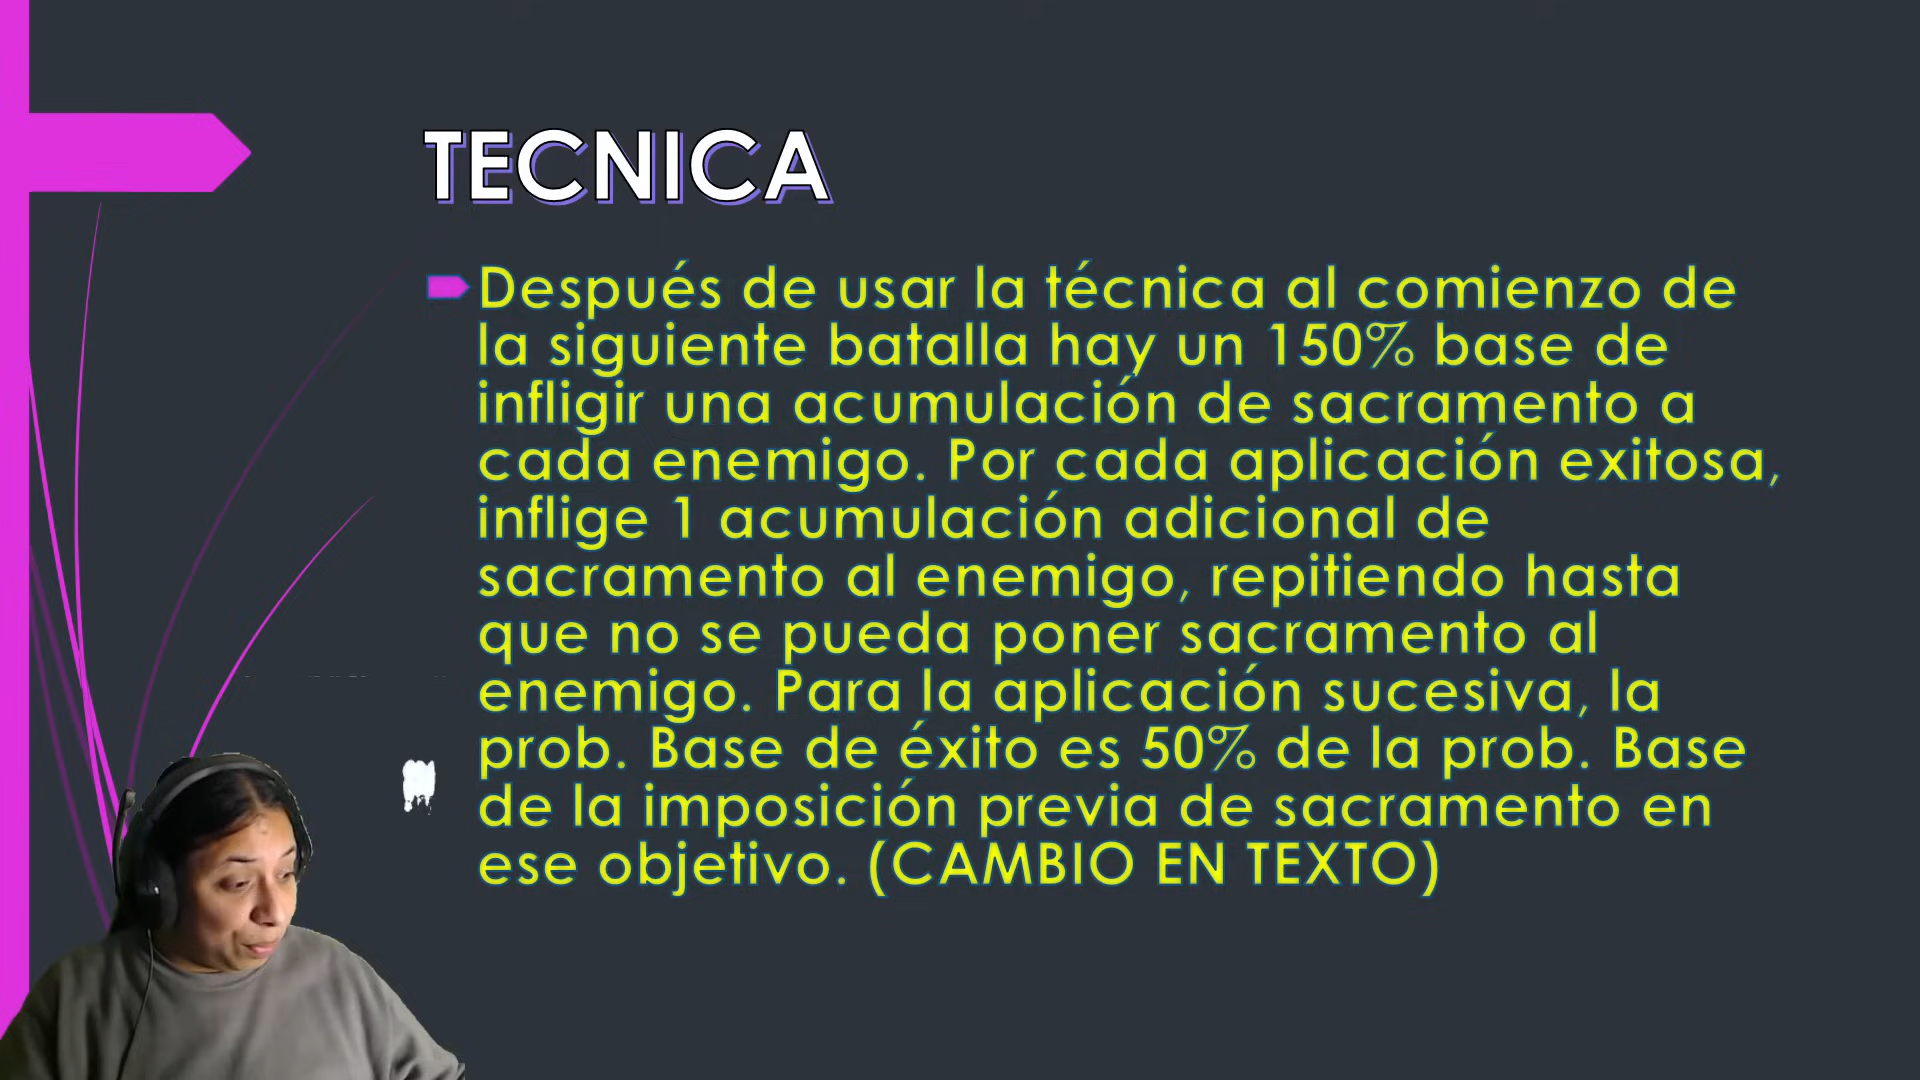 TECNICA
Después de usar la técnica al comienzo de
la siguiente batalla hay un 150% base de
infligir una acumulación de sacramento a
cada enemigo. Por cada aplicación exitosa,
inflige 1 acumulación adicional de
sacramento al enemigo, repitiendo hasta
que no se pueda poner sacramento al
enemigo. Para la aplicación sucesiva, la
prob. Base de éxito es 50% de la prob. Base
de la imposición previa de sacramento en
ese objetivo. (CAMBIO EN TEXTO)